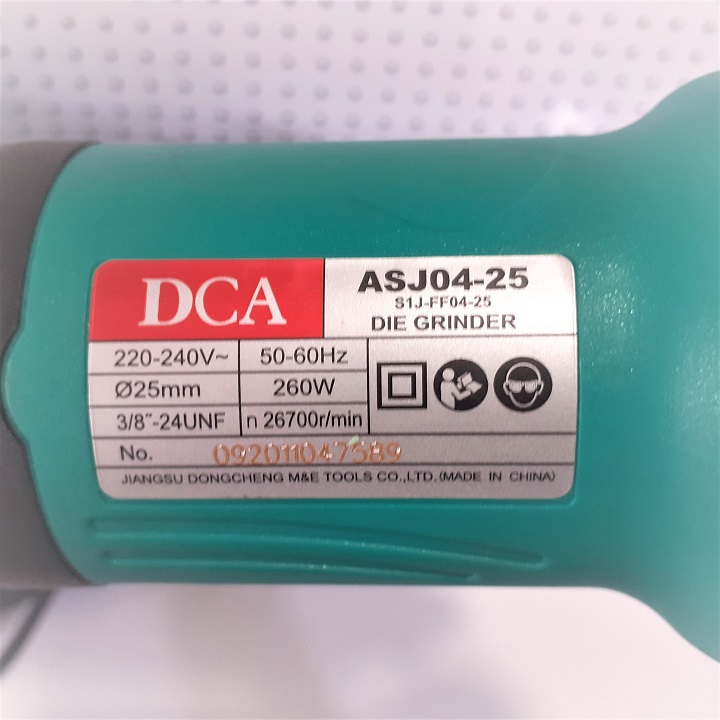 DCA
ASJ04-25
S1J-FF04-25
DIE GRINDER
220-240V~ 50-60Hz
Ø25mm 260W
3/8″-24UNF n 26700r/min
No. 092011047589
JIANGSU DONGCHENG M&E TOOLS CO.,LTD.(MADE IN CHINA)